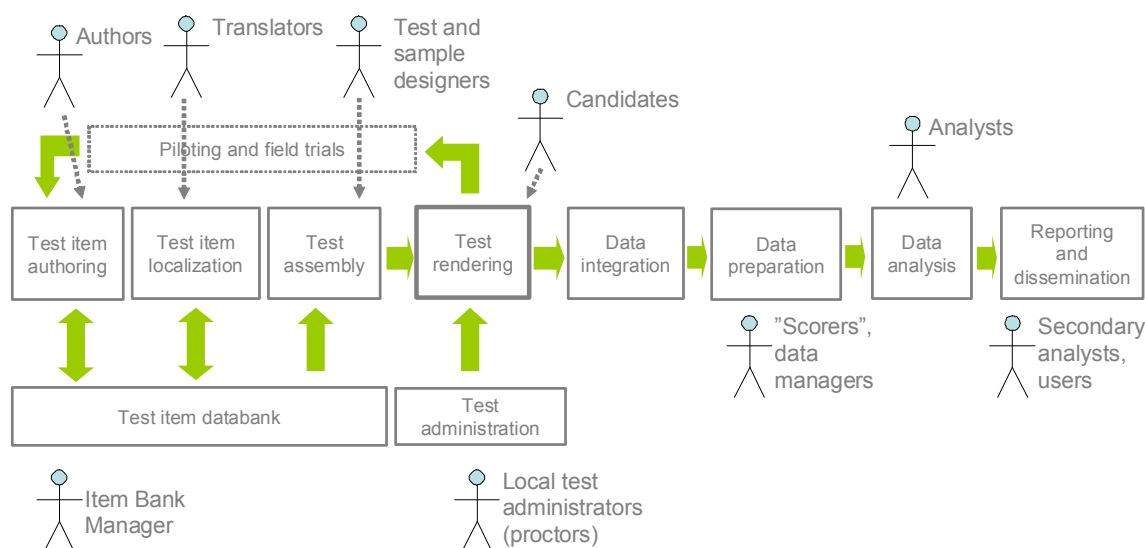 Authors
Translators
Test and
sample
designers
Candidates
Analysts
Piloting and field trials
Test item
authoring
Test item
localization
Test
assembly
Test
rendering
Data
integration
Data
preparation
Data
analysis
Reporting
and
dissemination
”Scorers”,
data
managers
Secondary
analysts,
users
Test item databank
Test
administration
Item Bank
Manager
Local test
administrators
(proctors)